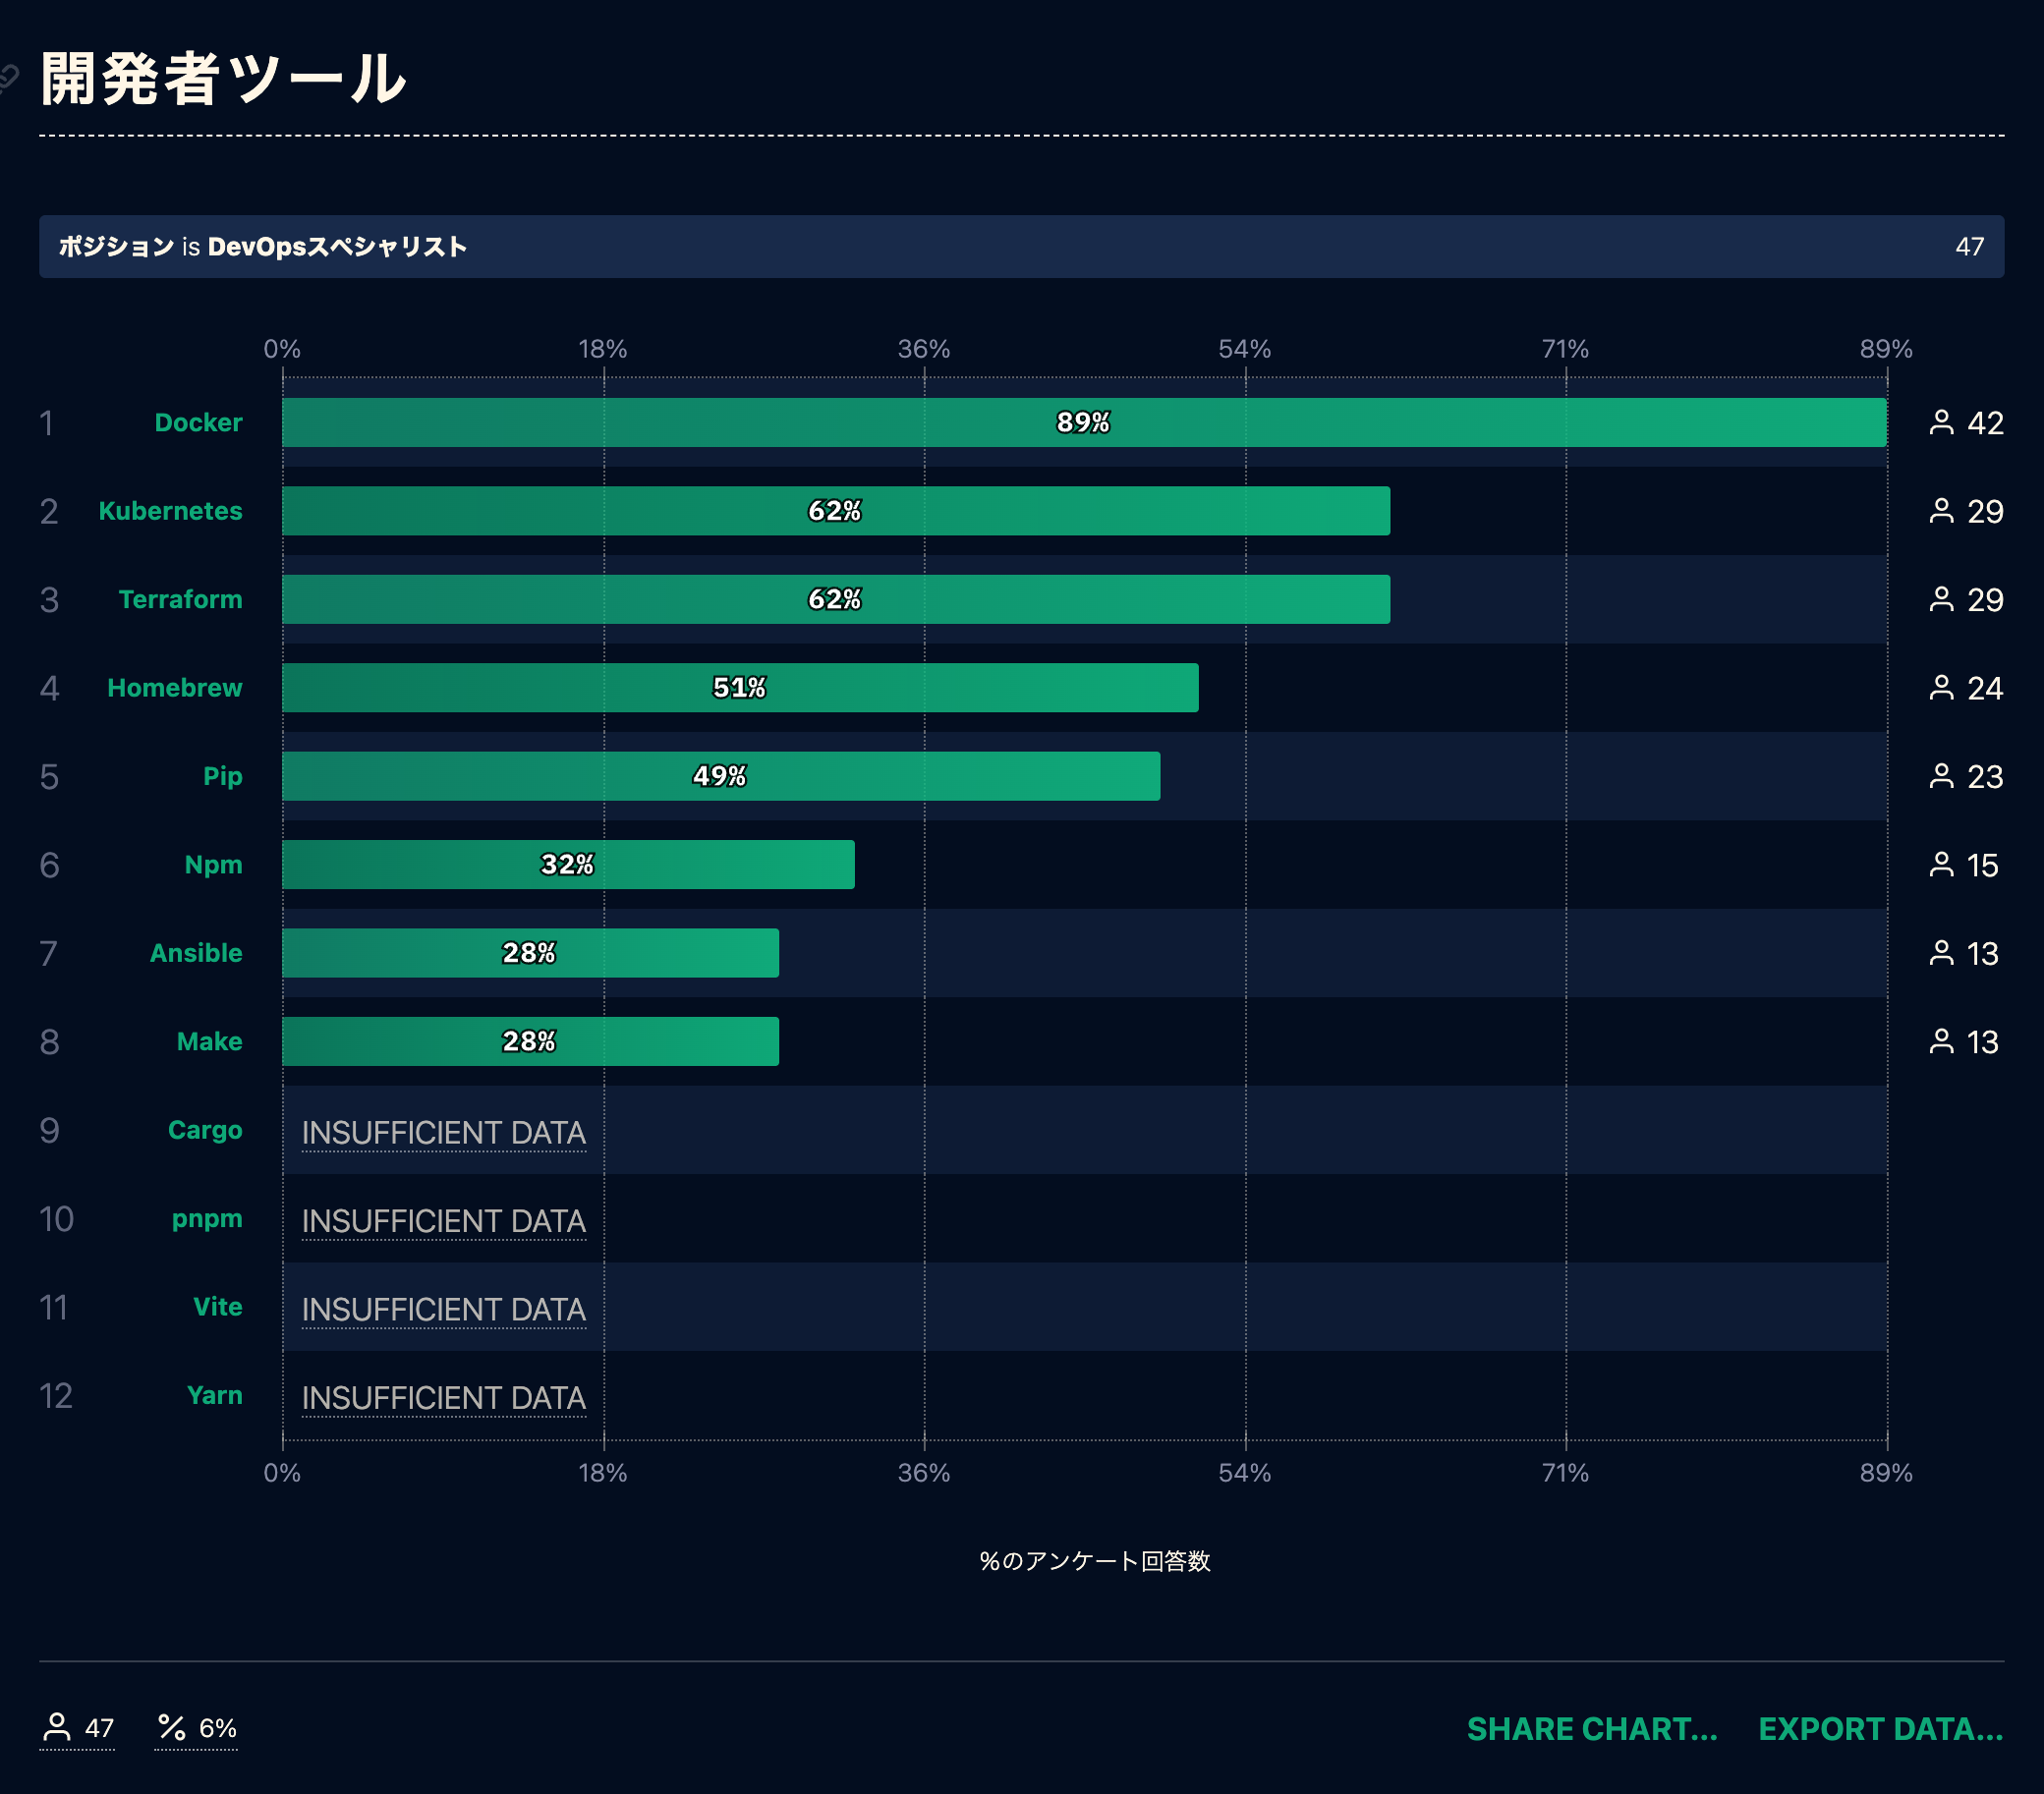 開発者ツール
ポジション is DevOpsスペシャリスト 47
0% 18% 36% 54% 71% 89%
1 Docker 89% 42
2 Kubernetes 62% 29
3 Terraform 62% 29
4 Homebrew 51% 24
5 Pip 49% 23
6 Npm 32% 15
7 Ansible 28% 13
8 Make 28% 13
9 Cargo INSUFFICIENT DATA
10 pnpm INSUFFICIENT DATA
11 Vite INSUFFICIENT DATA
12 Yarn INSUFFICIENT DATA
0% 18% 36% 54% 71% 89%
%のアンケート回答数
47 6% SHARE CHART... EXPORT DATA...